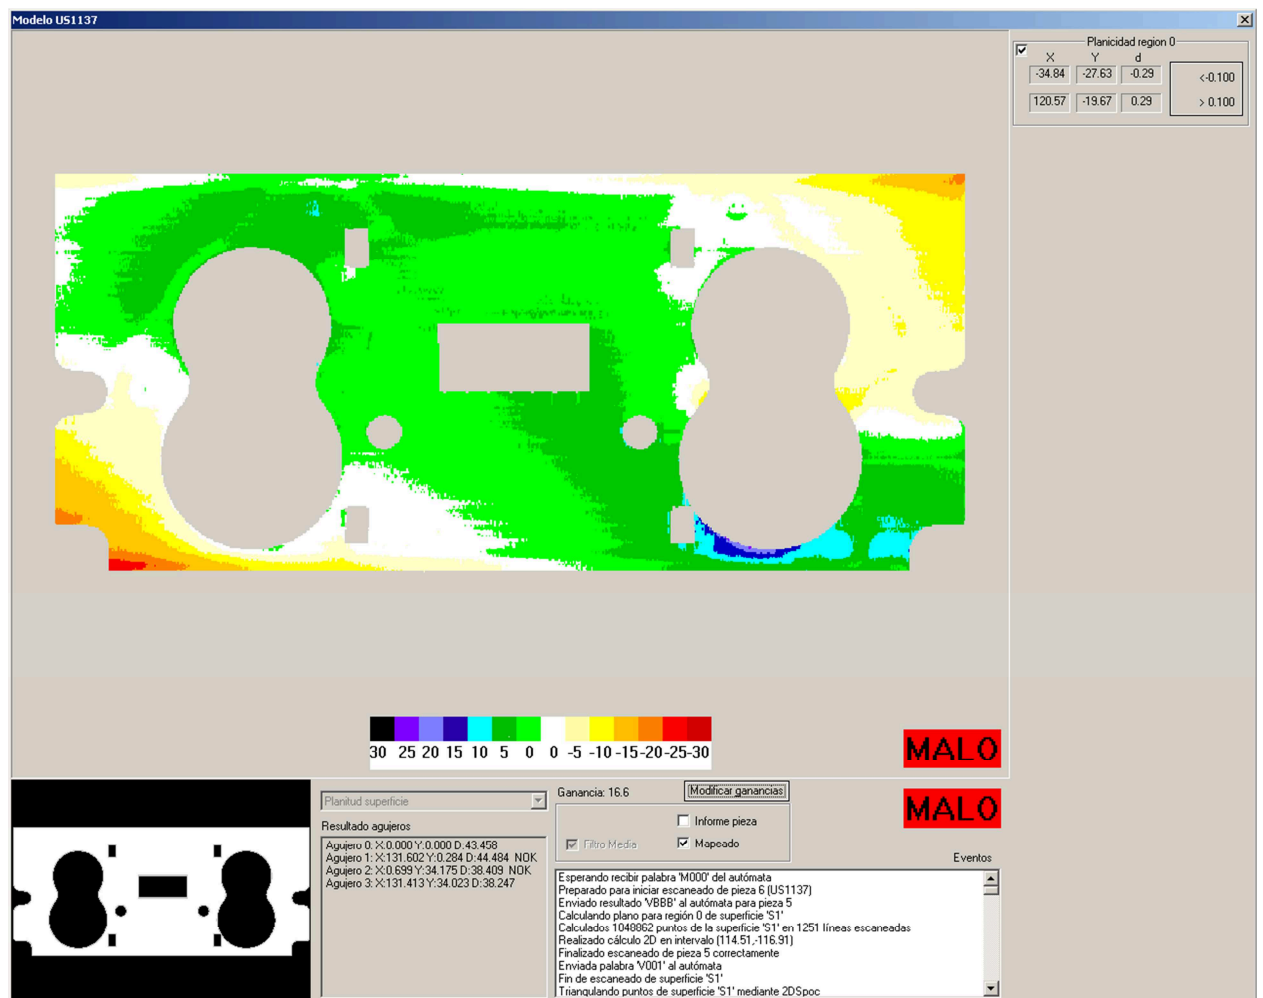 Modelo US1137
Planicidad region 0
X Y d
-34.84 -27.63 -0.29 <-0.100
120.57 -19.67 0.29 > 0.100
30 25 20 15 10 5 0 0 -5 -10 -15 -20 -25 -30
MALO
Planitud superficie
Ganancia: 16.6
Modificar ganancias
MALO
Informe pieza
Filtro Media
Mapeado
Resultado agujeros
Agujero 0: X:0.000 Y:0.000 D:43.458
Agujero 1: X:131.602 Y:0.284 D:44.484 NOK
Agujero 2: X:0.699 Y:34.175 D:38.409 NOK
Agujero 3: X:131.413 Y:34.023 D:38.247
Eventos
Esperando recibir palabra 'M000' del autómata
Preparado para iniciar escaneado de pieza 6 (US1137)
Enviado resultado 'VBBB' al autómata para pieza 5
Calculando plano para región 0 de superficie 'S1'
Calculados 1048862 puntos de la superficie 'S1' en 1251 líneas escaneadas
Realizado cálculo 2D en intervalo (114.51,-116.91)
Finalizado escaneado de pieza 5 correctamente
Enviada palabra 'V001' al autómata
Fin de escaneado de superficie 'S1'
Triangulando puntos de superficie 'S1' mediante 2DSpoc